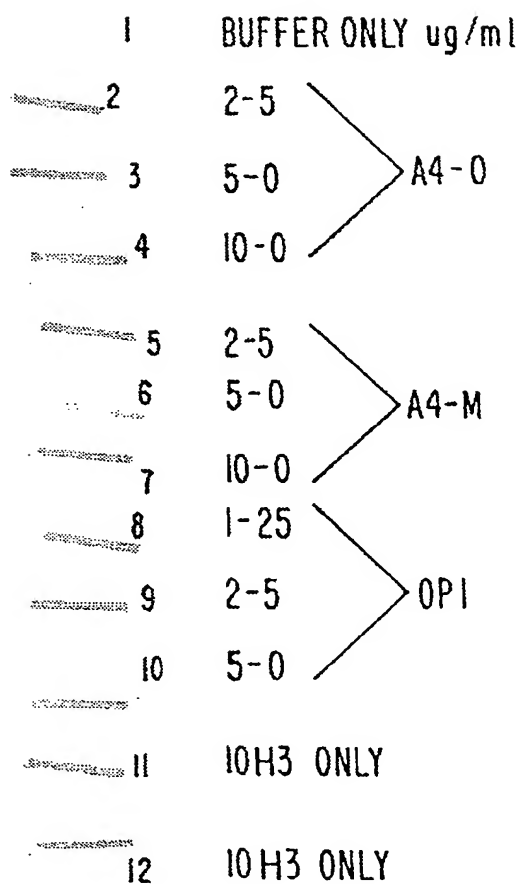 1 BUFFER ONLY ug/ml
2 2-5
3 5-0 A4-O
4 10-0
5 2-5
6 5-0 A4-M
7 10-0
8 1-25
9 2-5 OPI
10 5-0
11 10H3 ONLY
12 10H3 ONLY